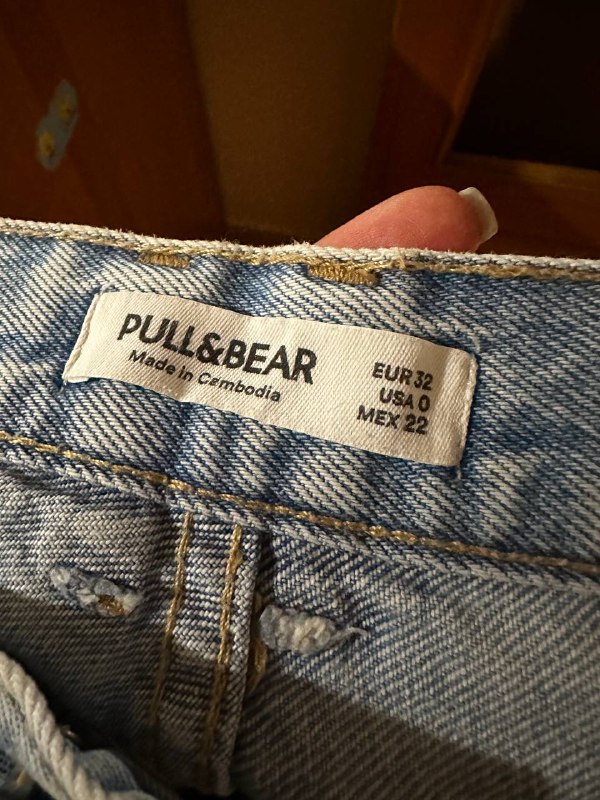 PULL&BEAR
Made in Cambodia
EUR 32
USA 0
MEX 22